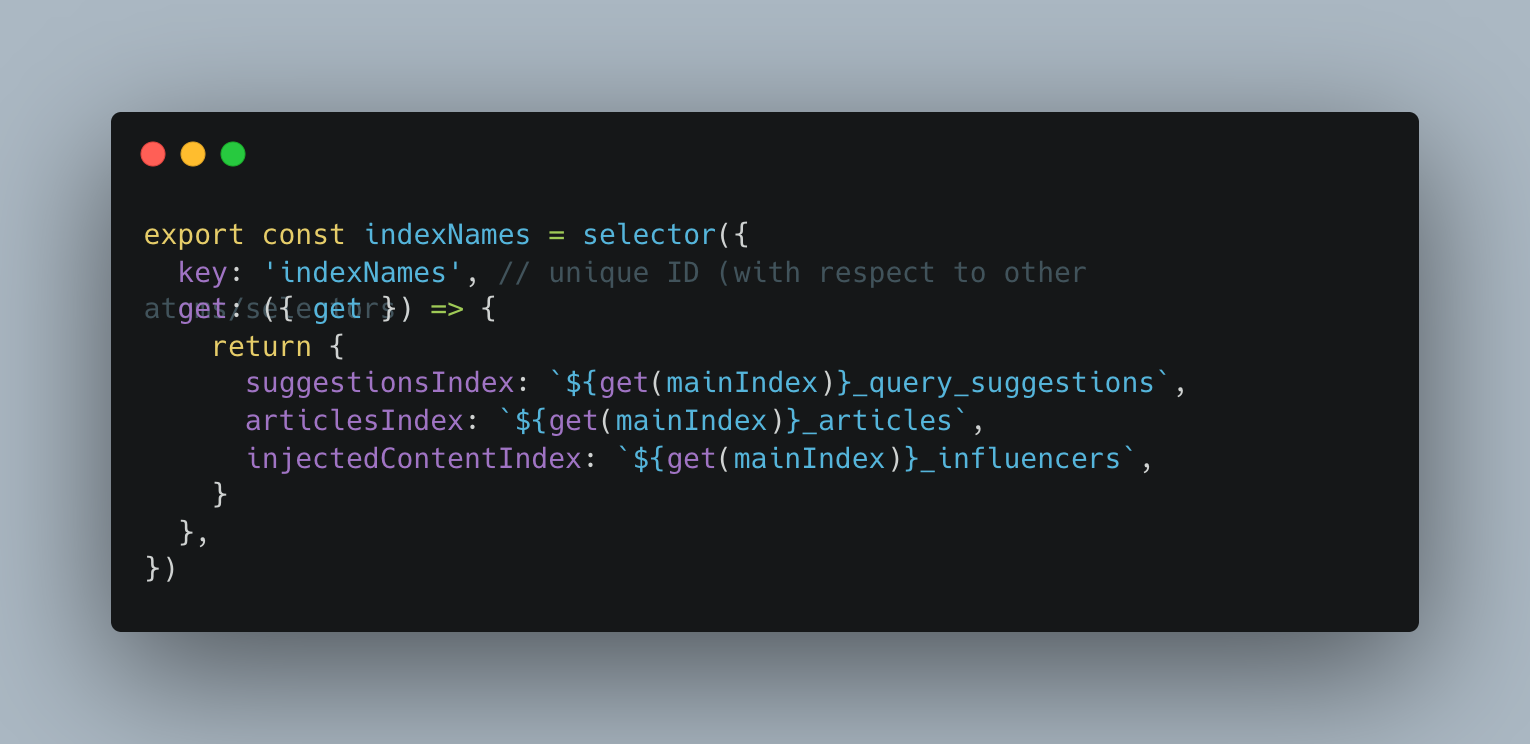 export const indexNames = selector({
  key: 'indexNames', // unique ID (with respect to other
atoms/selectors
  get: ({ get }) => {
    return {
      suggestionsIndex: `${get(mainIndex)}_query_suggestions`,
      articlesIndex: `${get(mainIndex)}_articles`,
      injectedContentIndex: `${get(mainIndex)}_influencers`,
    }
  },
})